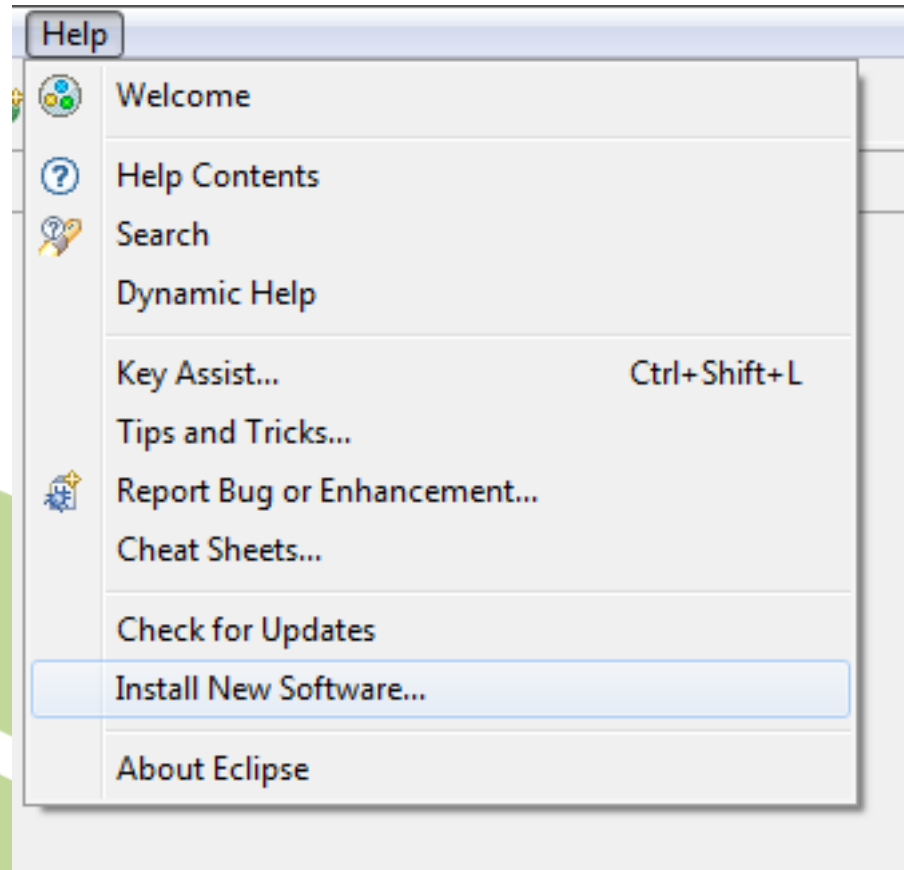 Help
Welcome
Help Contents
Search
Dynamic Help
Key Assist... Ctrl+Shift+L
Tips and Tricks...
Report Bug or Enhancement...
Cheat Sheets...
Check for Updates
Install New Software...
About Eclipse